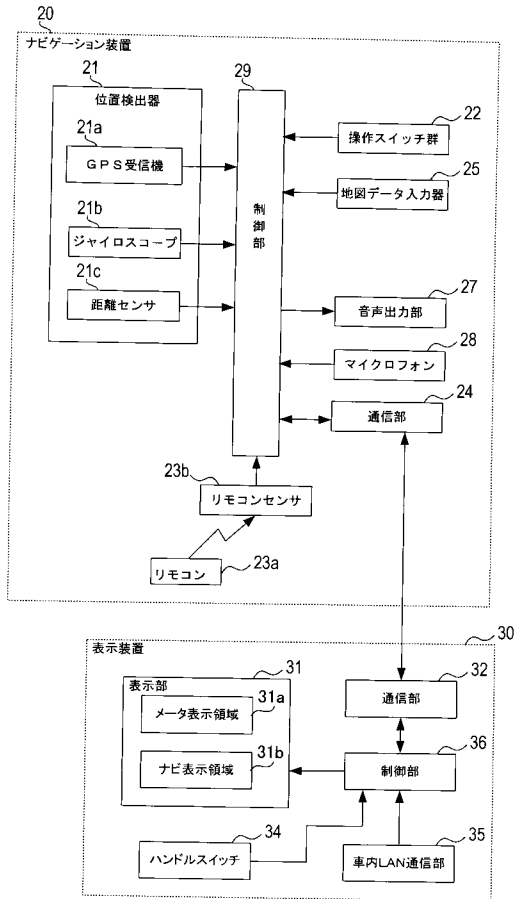 20
ナビゲーション装置
21
位置検出器
21a
GPS受信機
21b
ジャイロスコープ
21c
距離センサ
29
制御部
22
操作スイッチ群
25
地図データ入力器
27
音声出力部
28
マイクロフォン
24
通信部
23b
リモコンセンサ
リモコン
23a
30
表示装置
31
表示部
31a
メータ表示領域
31b
ナビ表示領域
32
通信部
36
制御部
34
ハンドルスイッチ
35
車内LAN通信部